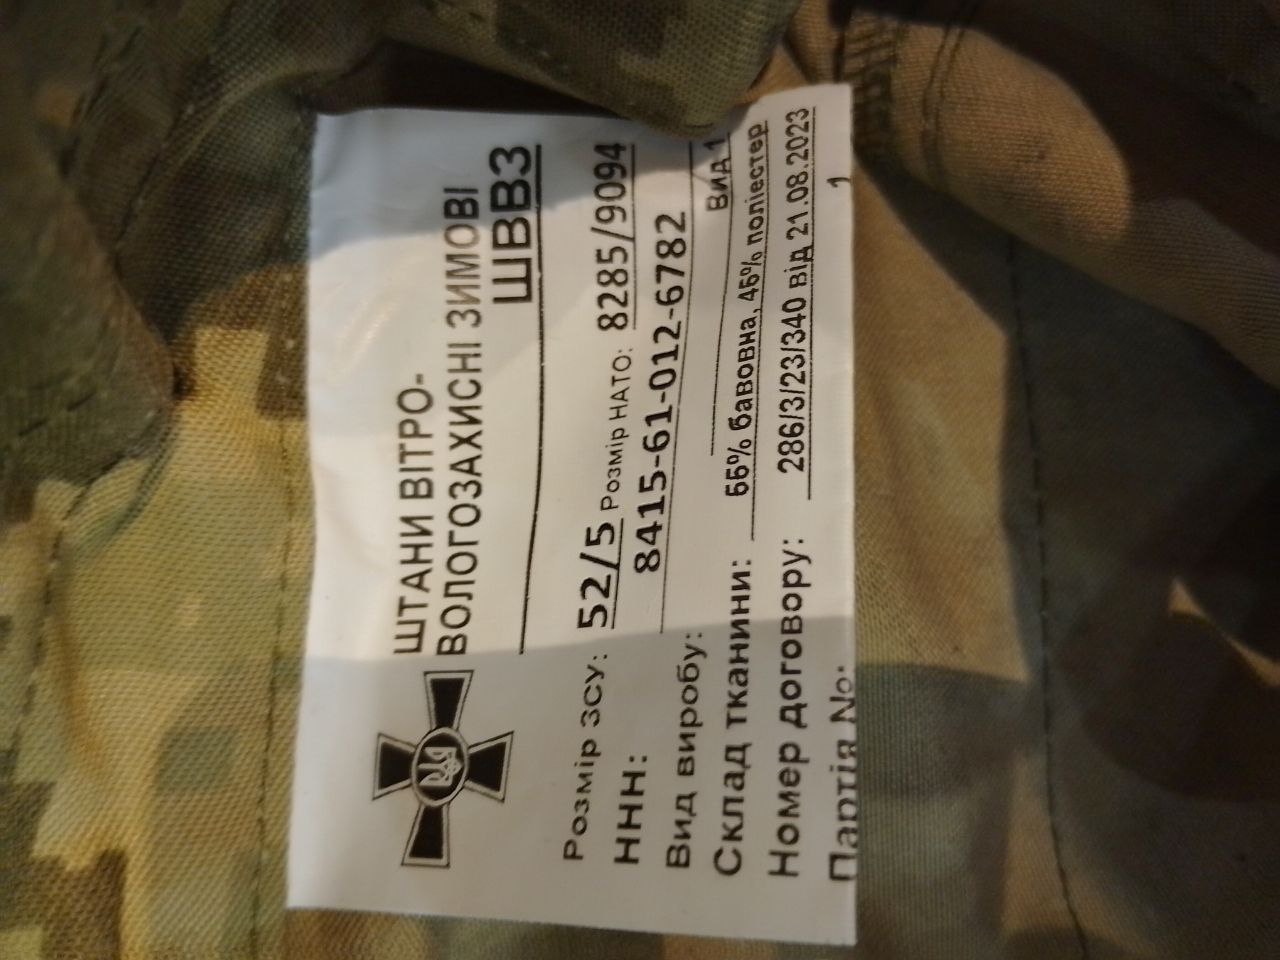 ШТАНИ ВІТРО-
ВОЛОГОЗАХИСНІ ЗИМОВІ
ШВВЗ
Розмір ЗСУ: 52/5 Розмір НАТО: 8285/9094
ННН: 8415-61-012-6782
Вид виробу: Вид 1
Склад тканини: 55% бавовна, 45% поліестер
Номер договору: 286/3/23/340 від 21.08.2023
Партія №: 1